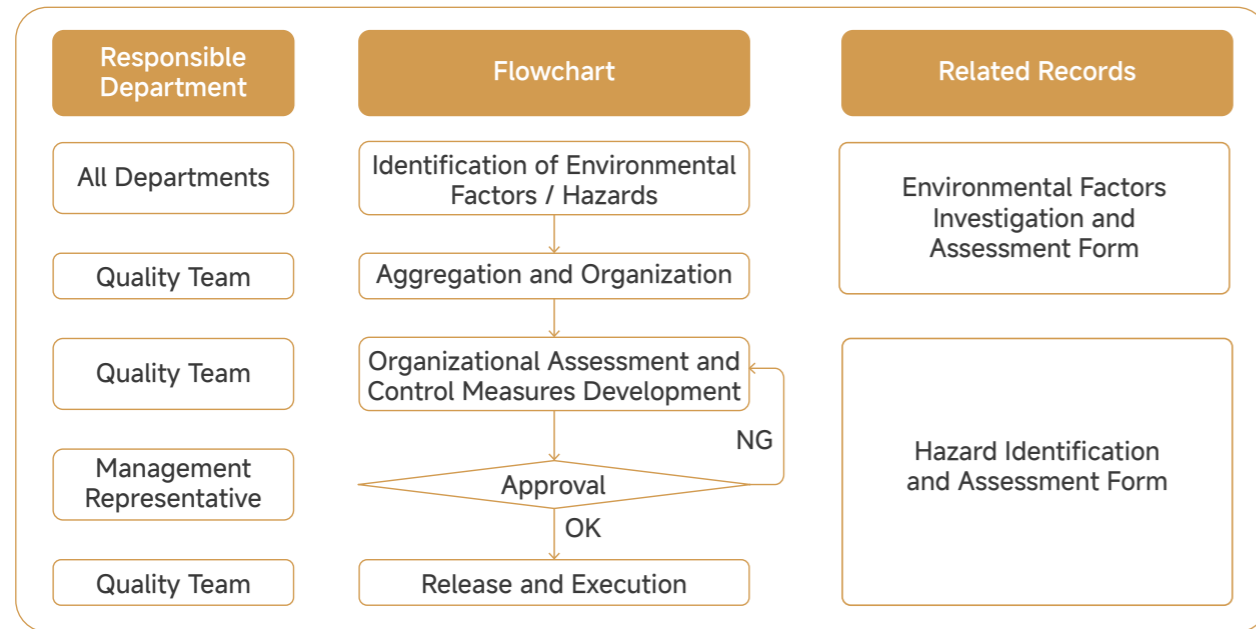 Responsible
Department
Flowchart
Related Records
All Departments
Identification of Environmental
Factors / Hazards
Environmental Factors
Investigation and
Assessment Form
Quality Team
Aggregation and Organization
Quality Team
Organizational Assessment and
Control Measures Development
NG
Hazard Identification
and Assessment Form
Management
Representative
Approval
OK
Quality Team
Release and Execution